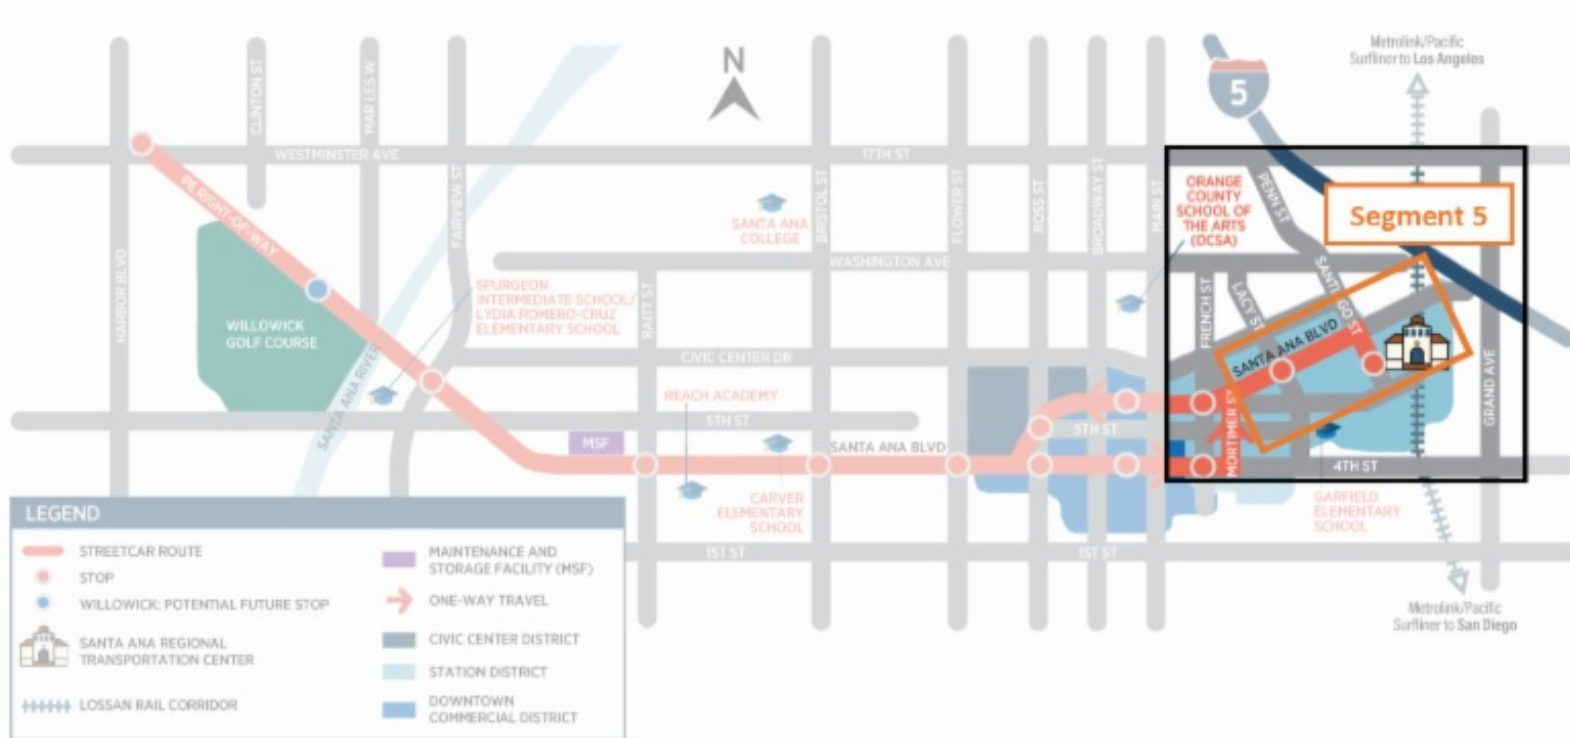 N
Metrolink/Pacific
Surfliner to Los Angeles
5
CLINTON ST
WESTMINSTER AVE
17TH ST
PE RIGHT-OF-WAY
HARBOR BLVD
FAIRVIEW ST
SANTA ANA
COLLEGE
BRISTOL ST
FLOWER ST
ROSS ST
BROADWAY ST
MAIN ST
ORANGE
COUNTY
SCHOOL OF
THE ARTS
(OCSA)
PENN ST
Segment 5
WASHINGTON AVE
SPURGEON
INTERMEDIATE SCHOOL/
LYDIA ROMERO-CRUZ
ELEMENTARY SCHOOL
RAITT ST
FRENCH ST
LACY ST
WILLOWICK
GOLF COURSE
SANTA ANA RIVER
CIVIC CENTER DR
SANTA ANA BLVD
GRAND AVE
REACH ACADEMY
5TH ST
5TH ST
MORTIMER ST
MSF
SANTA ANA BLVD
4TH ST
CARVER
ELEMENTARY
SCHOOL
GARFIELD
ELEMENTARY
SCHOOL
1ST ST
1ST ST
Metrolink/Pacific
Surfliner to San Diego
LEGEND
STREETCAR ROUTE
STOP
WILLOWICK: POTENTIAL FUTURE STOP
SANTA ANA REGIONAL
TRANSPORTATION CENTER
LOSSAN RAIL CORRIDOR
MAINTENANCE AND
STORAGE FACILITY (MSF)
ONE-WAY TRAVEL
CIVIC CENTER DISTRICT
STATION DISTRICT
DOWNTOWN
COMMERCIAL DISTRICT